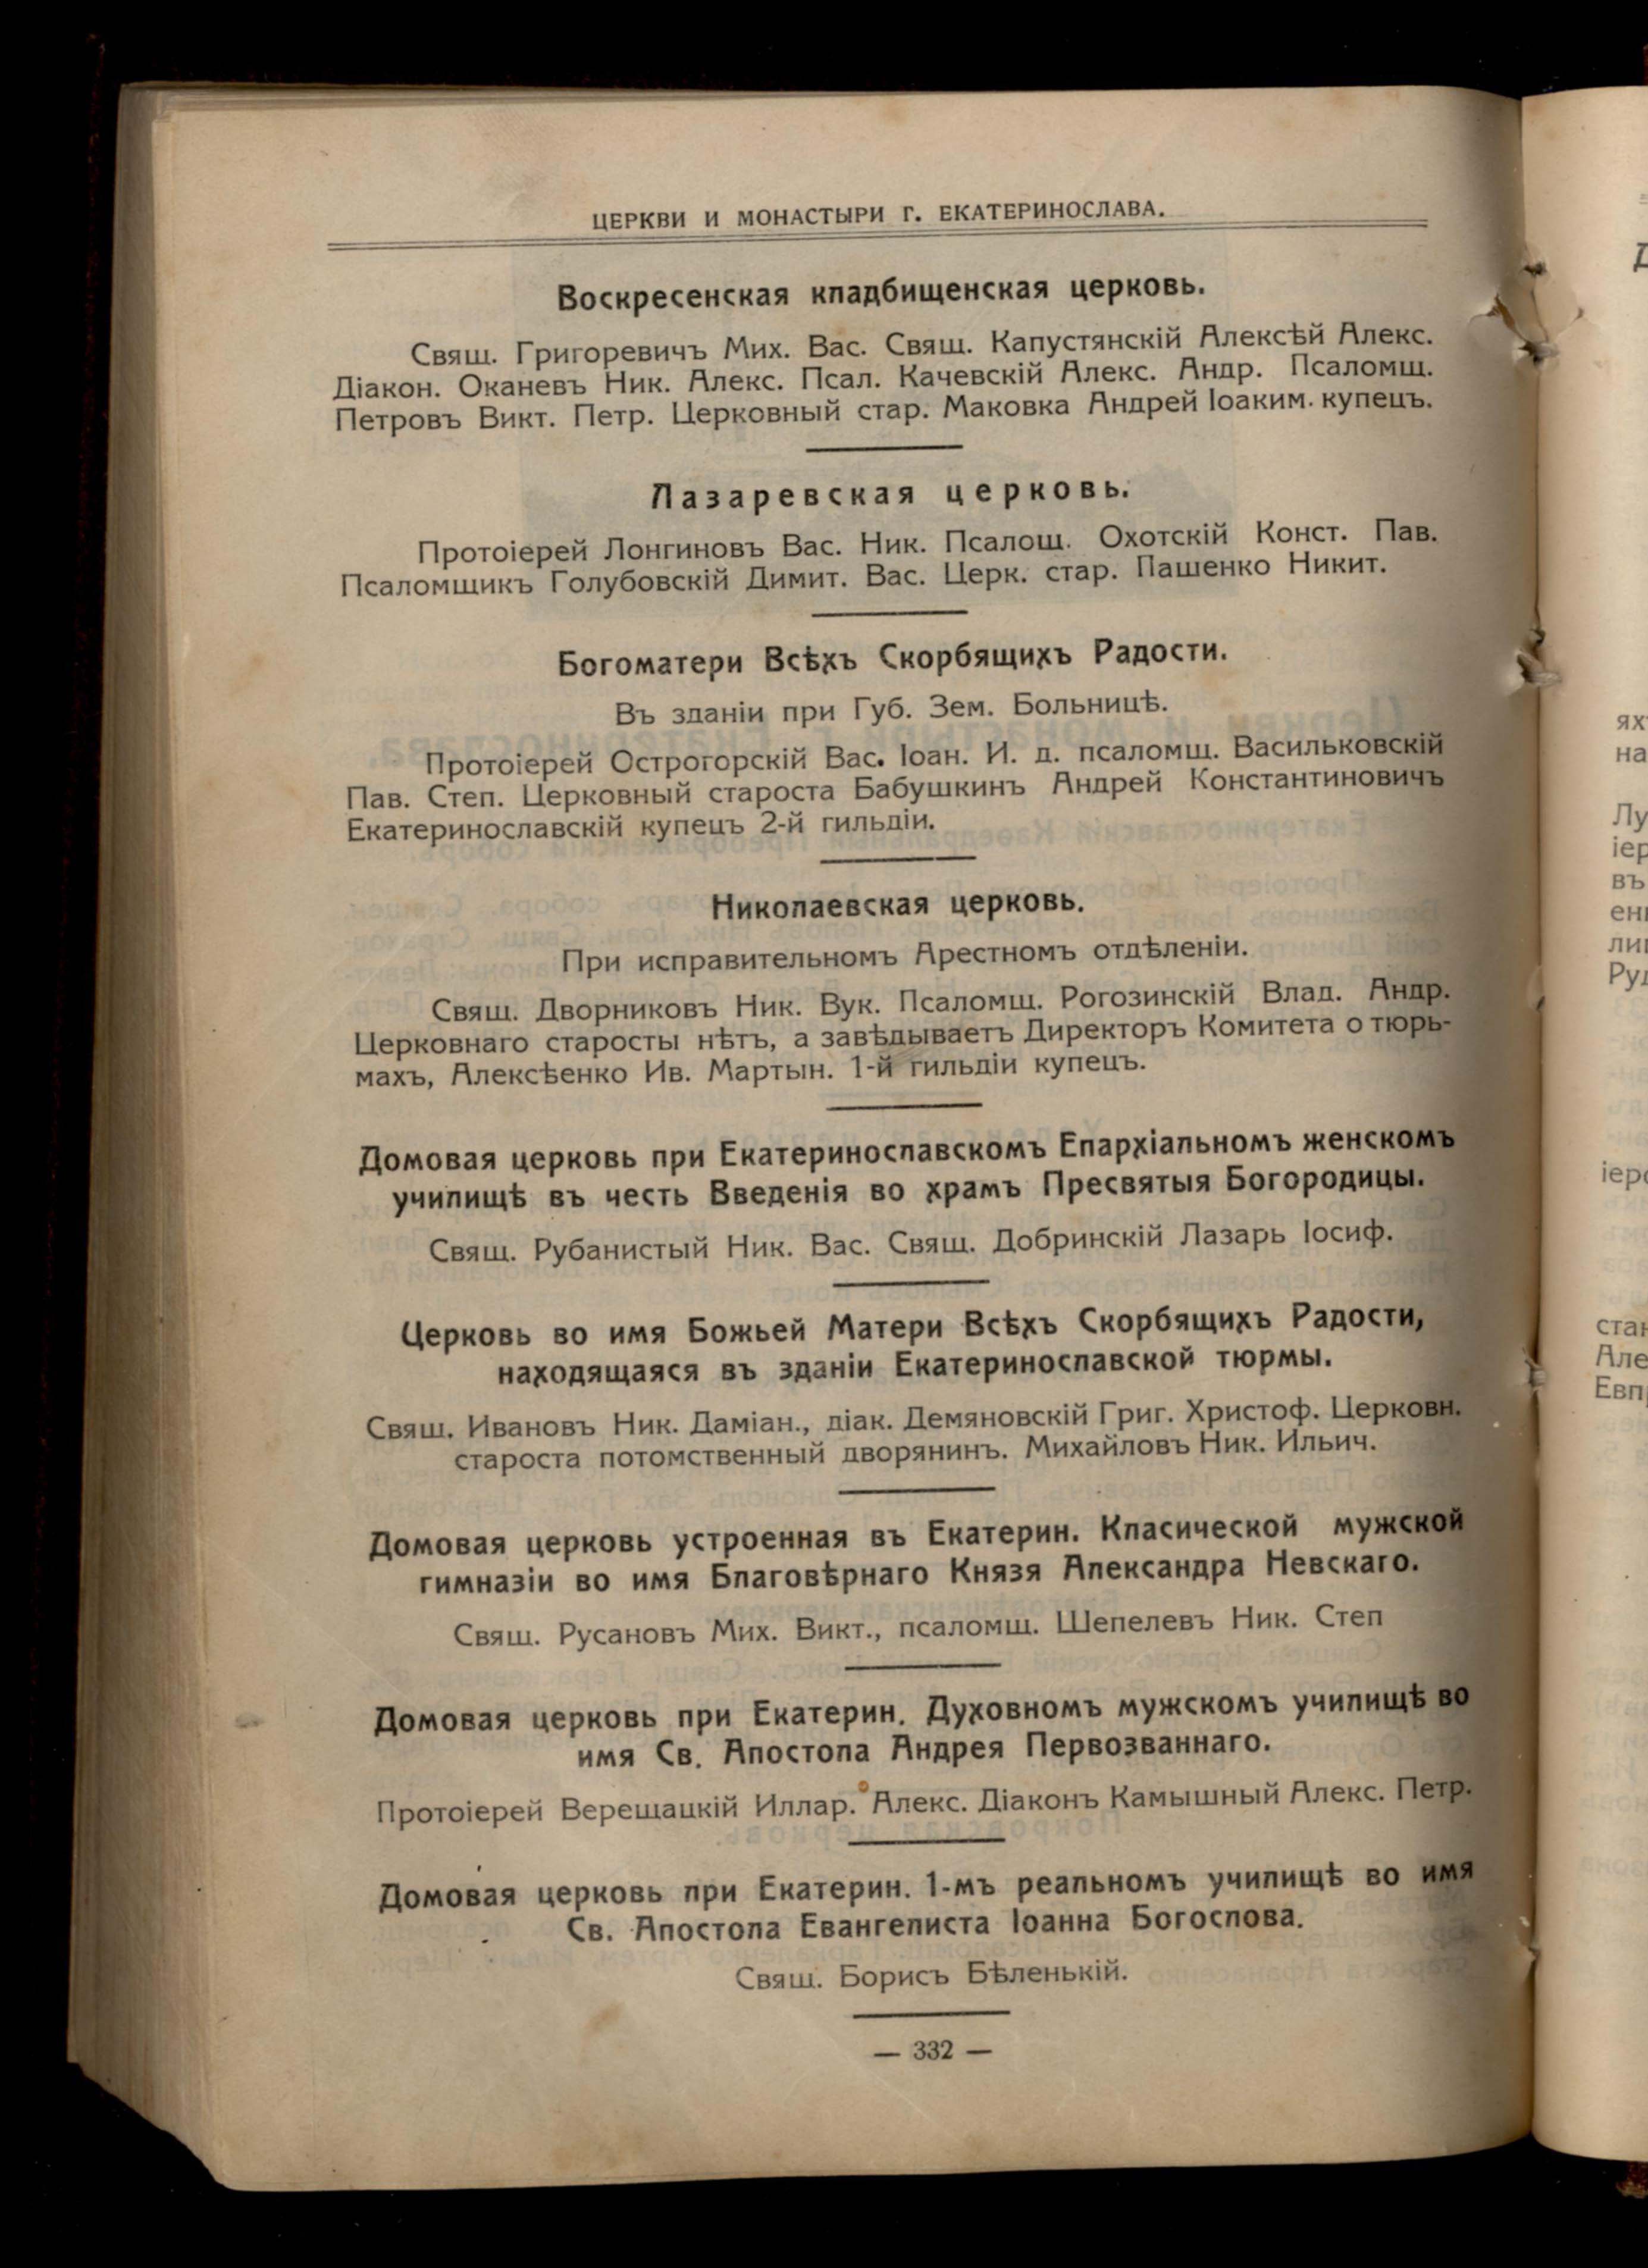 ЦЕРКВИ И МОНАСТЫРИ Г. ЕКАТЕРИНОСЛАВА.
Воскресенская кладбищенская церковь.
Свящ. Григоревичъ Мих. Вас. Свящ. Капустянскій Алексѣй Алекс.
Діакон. Оканевъ Ник. Алекс. Псал. Качевскій Алекс. Андр. Псаломщ.
Петровъ Викт. Петр. Церковный стар. Маковка Андрей Іоаким. купецъ.
Лазаревская церковь.
Протоіерей Лонгиновъ Вас. Ник. Псалощ. Охотскій Конст. Пав.
Псаломщикъ Голубовскій Димит. Вас. Церк. стар. Пашенко Никит.
Богоматери Всѣхъ Скорбящихъ Радости.
Въ зданіи при Губ. Зем. Больницѣ.
Протоіерей Острогорскій Вас. Іоан. И. д. псаломщ. Васильковскій
Пав. Степ. Церковный староста Бабушкинъ Андрей Константиновичъ
Екатеринославскій купецъ 2-й гильдіи.
Николаевская церковь.
При исправительномъ Арестномъ отдѣленіи.
Свящ. Дворниковъ Ник. Вук. Псаломщ. Рогозинскій Влад. Андр.
Церковнаго старосты нѣтъ, а завѣдываетъ Директоръ Комитета о тюрь-
махъ, Алексѣенко Ив. Мартын. 1-й гильдіи купецъ.
Домовая церковь при Екатеринославскомъ Епархіальномъ женскомъ
училищѣ въ честь Введенія во храмъ Пресвятыя Богородицы.
Свящ. Рубанистый Ник. Вас. Свящ. Добринскій Лазарь Іосиф.
Церковь во имя Божьей Матери Всѣхъ Скорбящихъ Радости,
находящаяся въ зданіи Екатеринославской тюрмы.
Свящ. Ивановъ Ник. Даміан., діак. Демяновскій Григ. Христоф. Церковн.
староста потомственный дворянинъ. Михайловъ Ник. Ильич.
Домовая церковь устроенная въ Екатерин. Класической мужской
гимназіи во имя Благовѣрнаго Князя Александра Невскаго.
Свящ. Русановъ Мих. Викт., псаломщ. Шепелевъ Ник. Степ
Домовая церковь при Екатерин. Духовномъ мужскомъ училищѣ во
имя Св. Апостола Андрея Первозваннаго.
Протоіерей Верещацкій Иллар. Алекс. Діаконъ Камышный Алекс. Петр.
Домовая церковь при Екатерин. 1-мъ реальномъ училищѣ во имя
Св. Апостола Евангелиста Іоанна Богослова.
Свящ. Борисъ Бѣленькій.
— 332 —